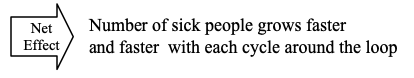 Net
Effect
Number of sick people grows faster
and faster with each cycle around the loop